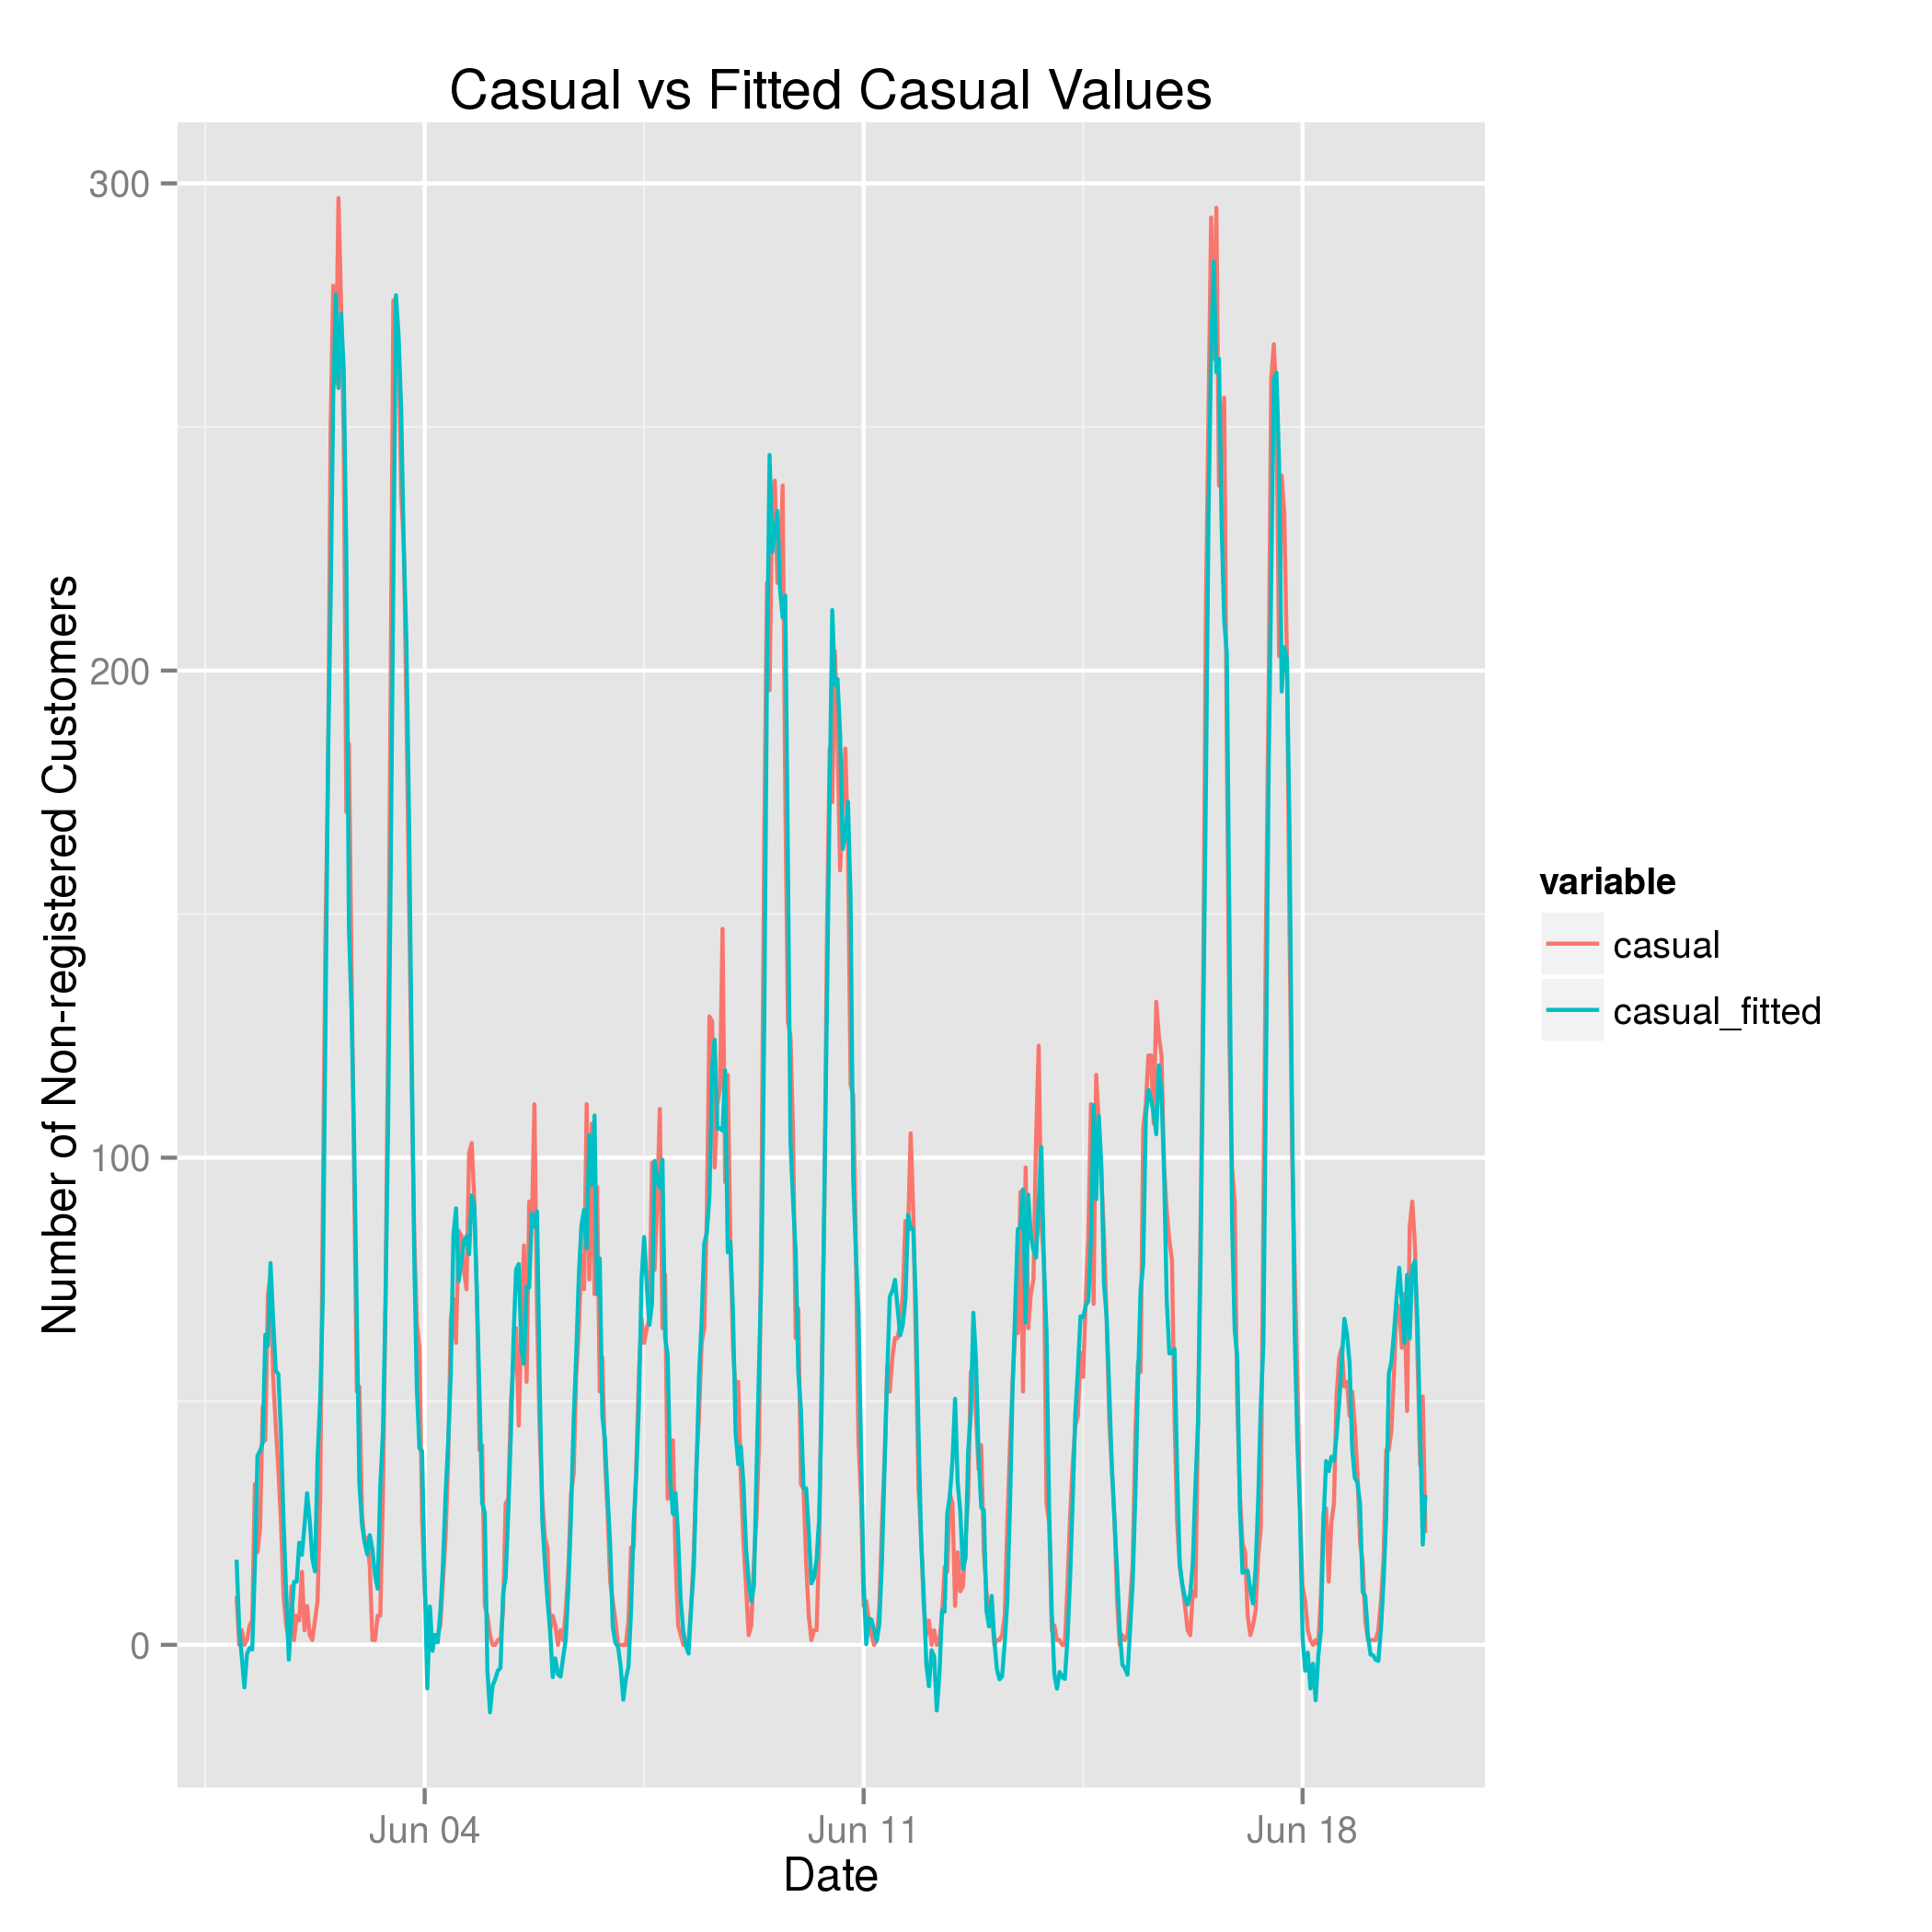 Casual vs Fitted Casual Values
Number of Non-registered Customers
300
200
100
0
Jun 04
Jun 11
Jun 18
Date
variable
casual
casual_fitted